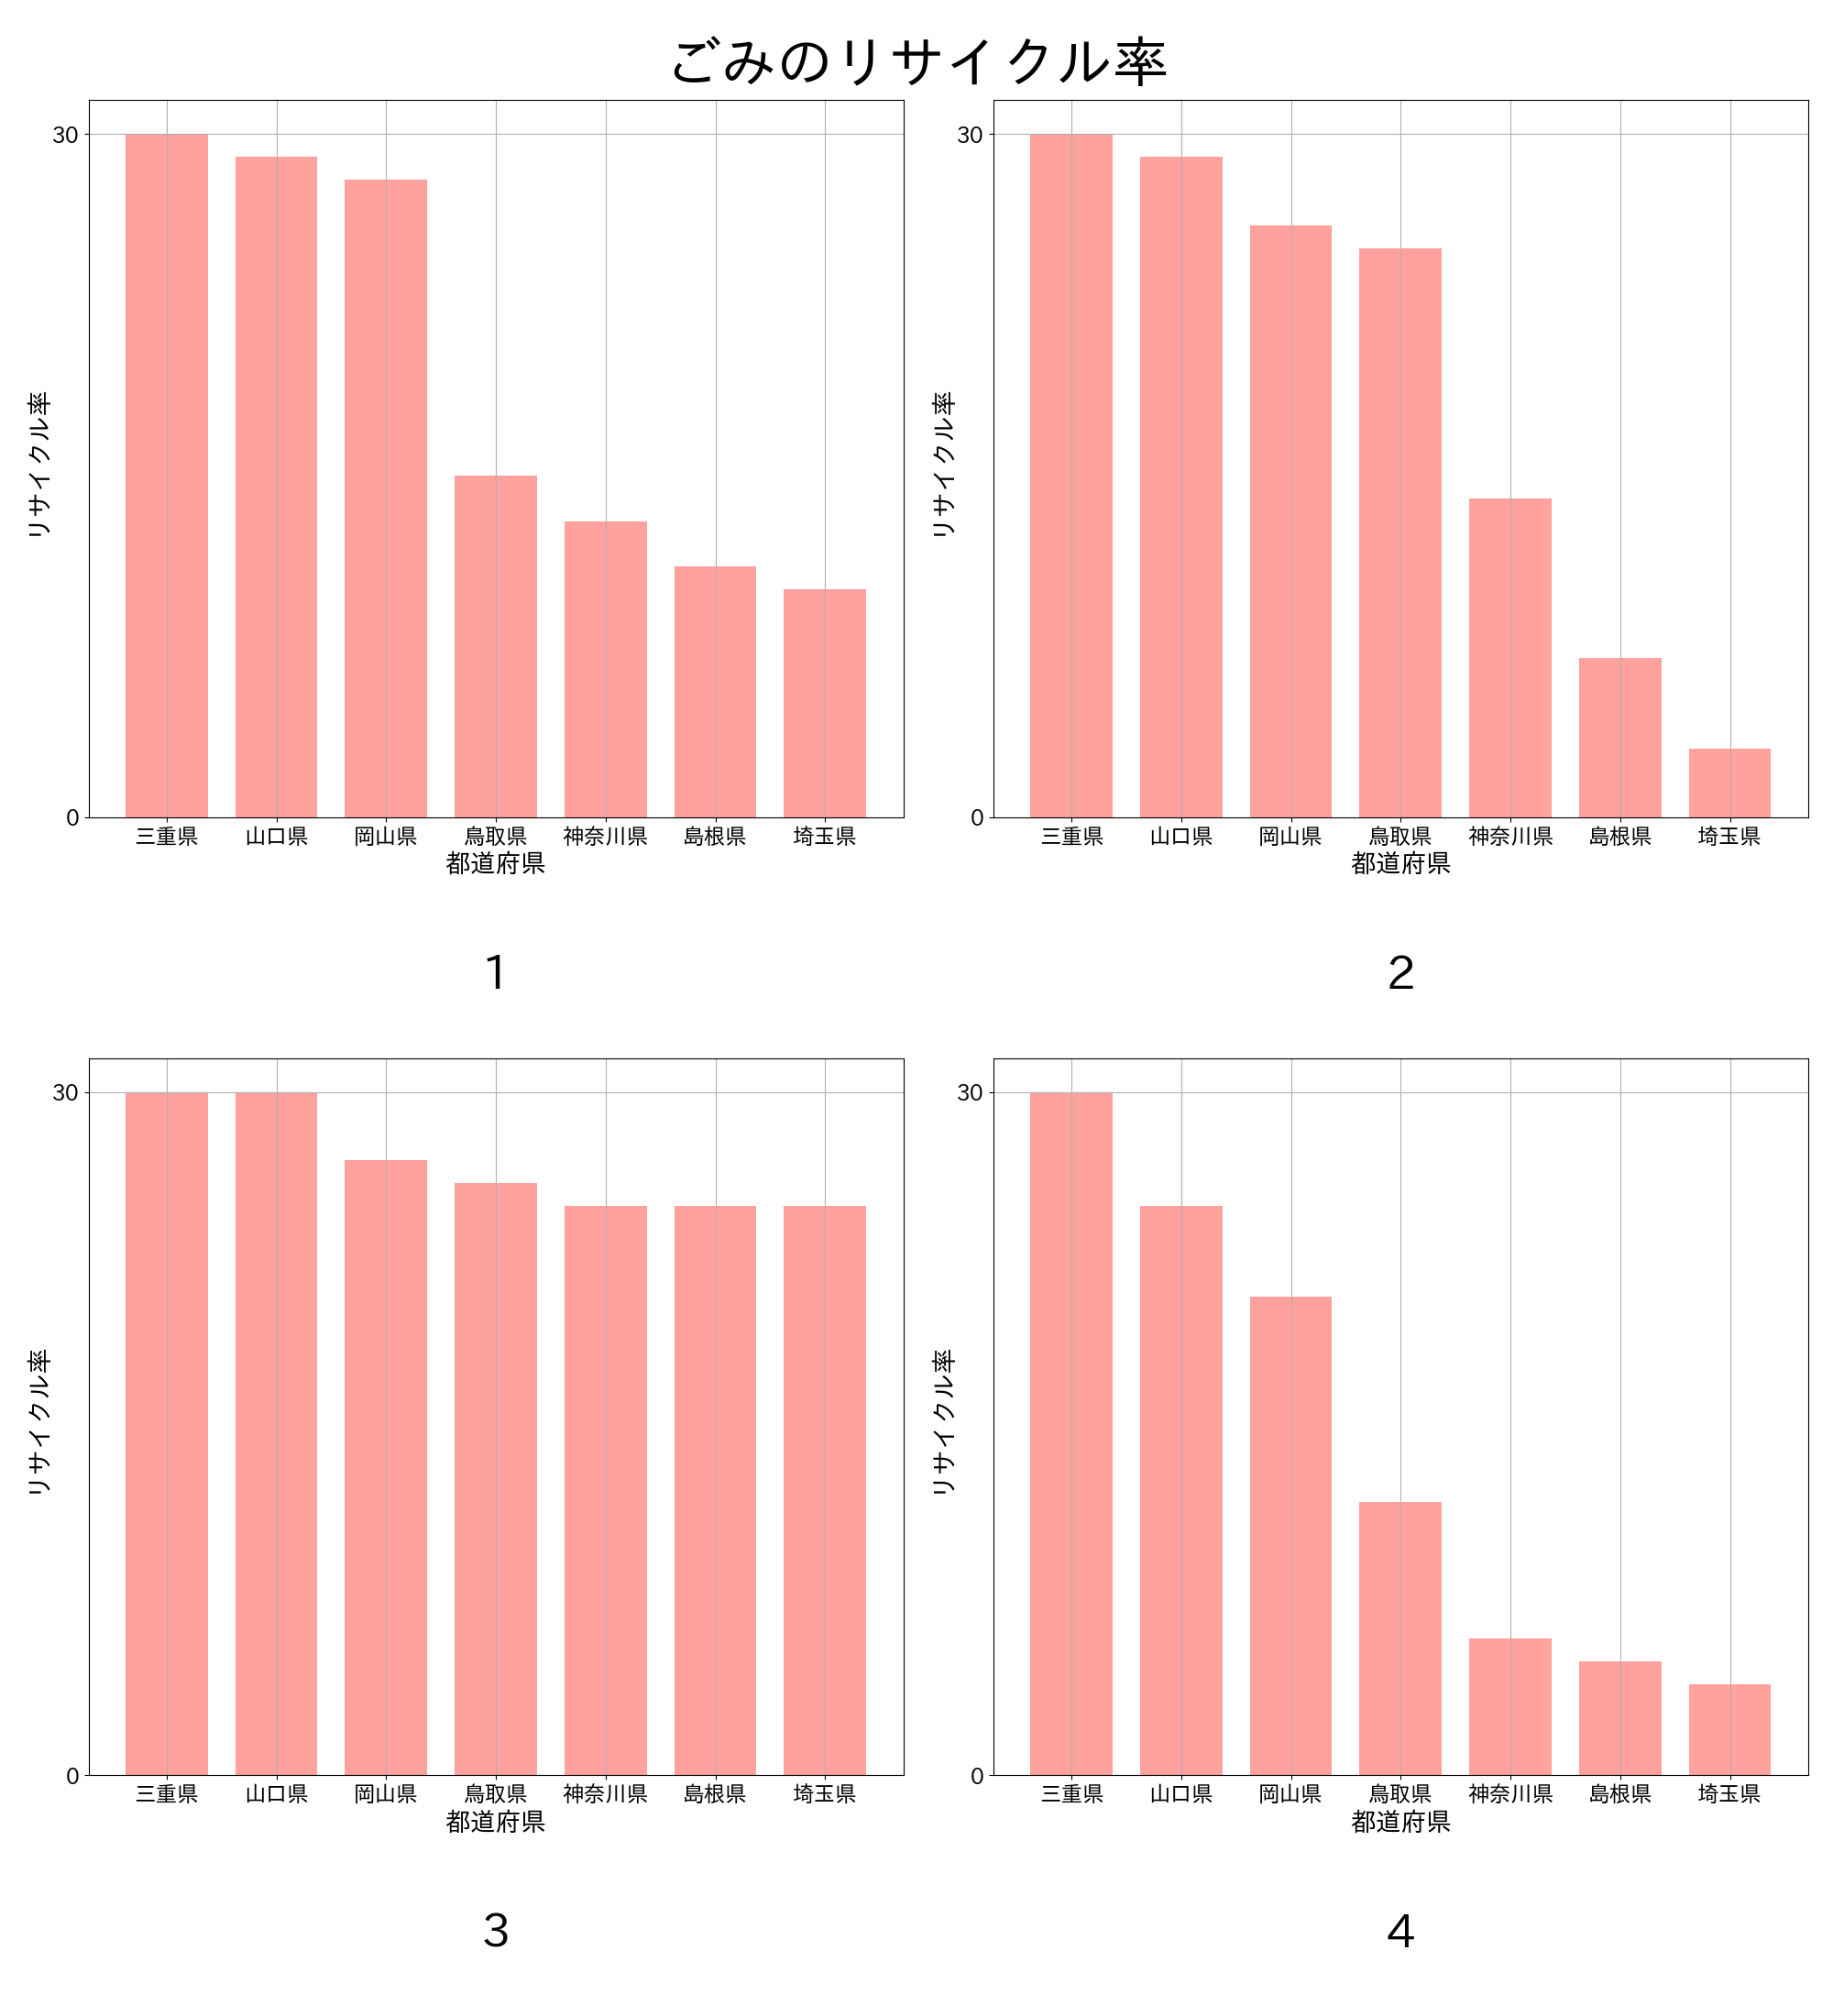 ごみのリサイクル率
30
0
リサイクル率
三重県 山口県 岡山県 鳥取県 神奈川県 島根県 埼玉県
都道府県
1
30
0
リサイクル率
三重県 山口県 岡山県 鳥取県 神奈川県 島根県 埼玉県
都道府県
2
30
0
リサイクル率
三重県 山口県 岡山県 鳥取県 神奈川県 島根県 埼玉県
都道府県
3
30
0
リサイクル率
三重県 山口県 岡山県 鳥取県 神奈川県 島根県 埼玉県
都道府県
4